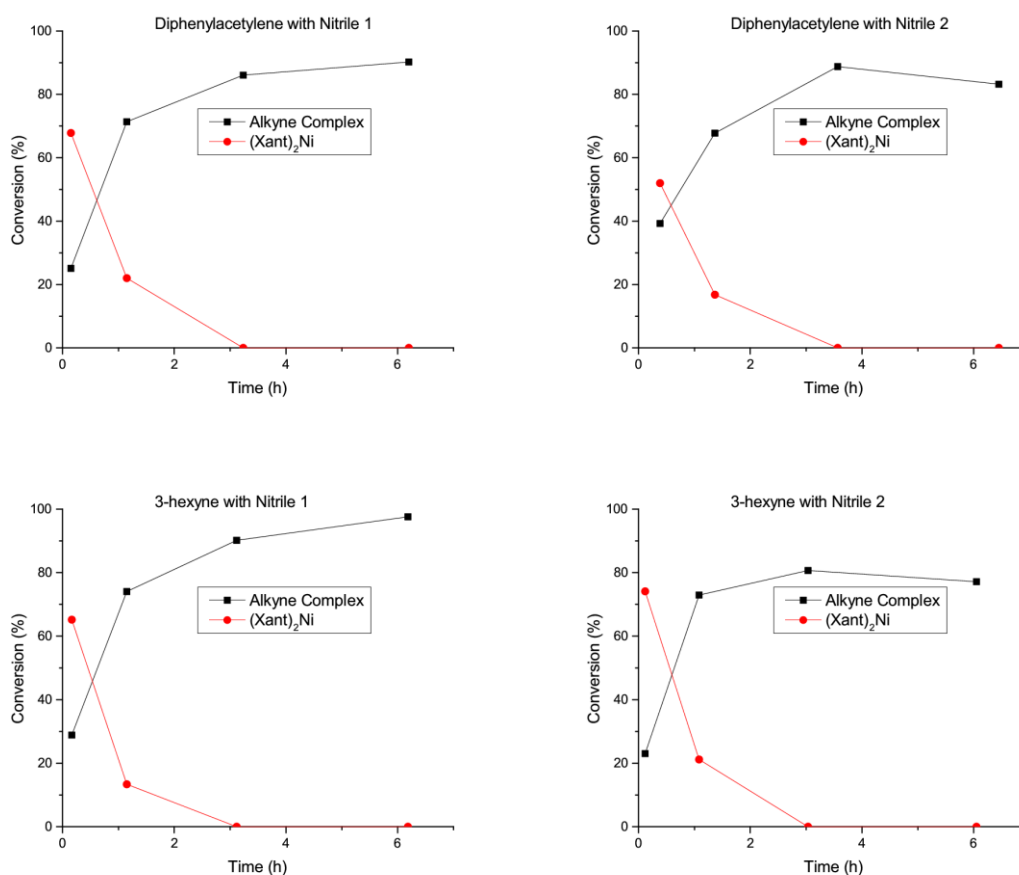 Diphenylacetylene with Nitrile 1
100
80
60
40
20
0
Conversion (%)
Alkyne Complex
(Xant)₂Ni
0 2 4 6
Time (h)
Diphenylacetylene with Nitrile 2
100
80
60
40
20
0
Conversion (%)
Alkyne Complex
(Xant)₂Ni
0 2 4 6
Time (h)
3-hexyne with Nitrile 1
100
80
60
40
20
0
Conversion (%)
Alkyne Complex
(Xant)₂Ni
0 2 4 6
Time (h)
3-hexyne with Nitrile 2
100
80
60
40
20
0
Conversion (%)
Alkyne Complex
(Xant)₂Ni
0 2 4 6
Time (h)